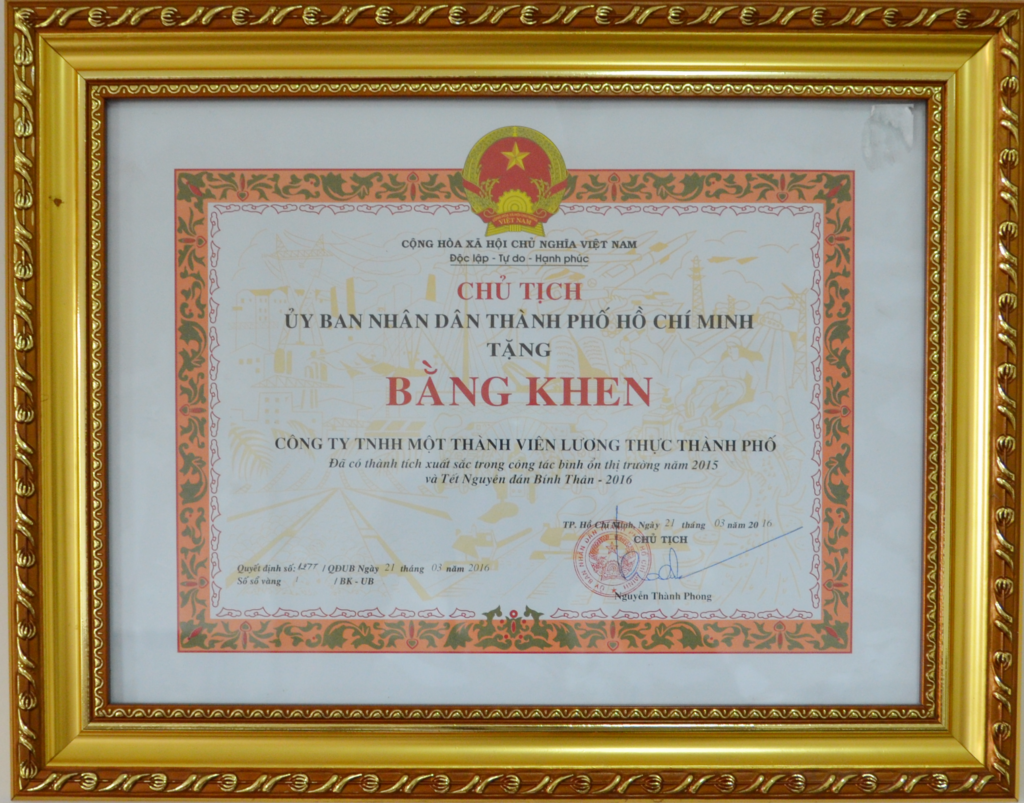 VIỆT NAM
CỘNG HÒA XÃ HỘI CHỦ NGHĨA VIỆT NAM
Độc lập - Tự do - Hạnh phúc
CHỦ TỊCH
ỦY BAN NHÂN DÂN THÀNH PHỐ HỒ CHÍ MINH
TẶNG
BẰNG KHEN
CÔNG TY TNHH MỘT THÀNH VIÊN LƯƠNG THỰC THÀNH PHỐ
Đã có thành tích xuất sắc trong công tác bình ổn thị trường năm 2015
và Tết Nguyên đán Bính Thân - 2016
TP. Hồ Chí Minh, Ngày 21 tháng 03 năm 2016
CHỦ TỊCH
Quyết định số: / QĐUB Ngày 21 tháng 03 năm 2016
Số sổ vàng / BK - UB
Nguyễn Thành Phong